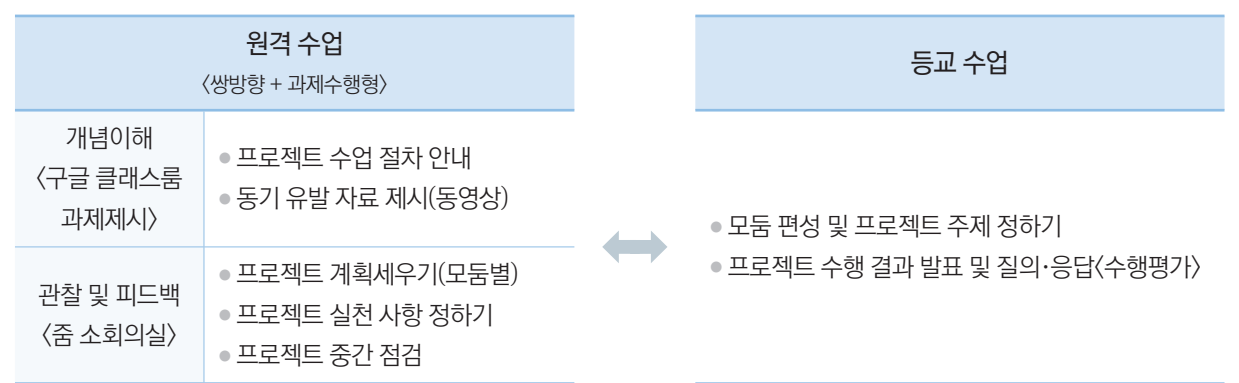 원격 수업
〈쌍방향 + 과제수행형〉
개념이해
〈구글 클래스룸
과제제시〉
● 프로젝트 수업 절차 안내
● 동기 유발 자료 제시(동영상)
관찰 및 피드백
〈줌 소회의실〉
● 프로젝트 계획세우기(모둠별)
● 프로젝트 실천 사항 정하기
● 프로젝트 중간 점검
등교 수업
● 모둠 편성 및 프로젝트 주제 정하기
● 프로젝트 수행 결과 발표 및 질의·응답〈수행평가〉